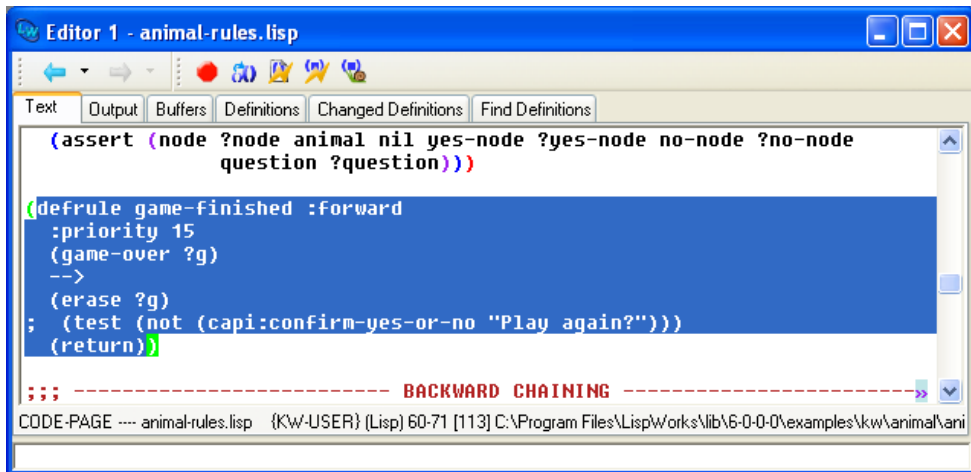 Editor 1 - animal-rules.lisp
Text Output Buffers Definitions Changed Definitions Find Definitions
(assert (node ?node animal nil yes-node ?yes-node no-node ?no-node
question ?question)))
(defrule game-finished :forward
:priority 15
(game-over ?g)
-->
(erase ?g)
; (test (not (capi:confirm-yes-or-no "Play again?")))
(return))
;;; -------------------------- BACKWARD CHAINING ------------------------»
CODE-PAGE ---- animal-rules.lisp {KW-USER} (Lisp) 60-71 [113] C:\Program Files\LispWorks\lib\6-0-0-0\examples\kw\animal\ani